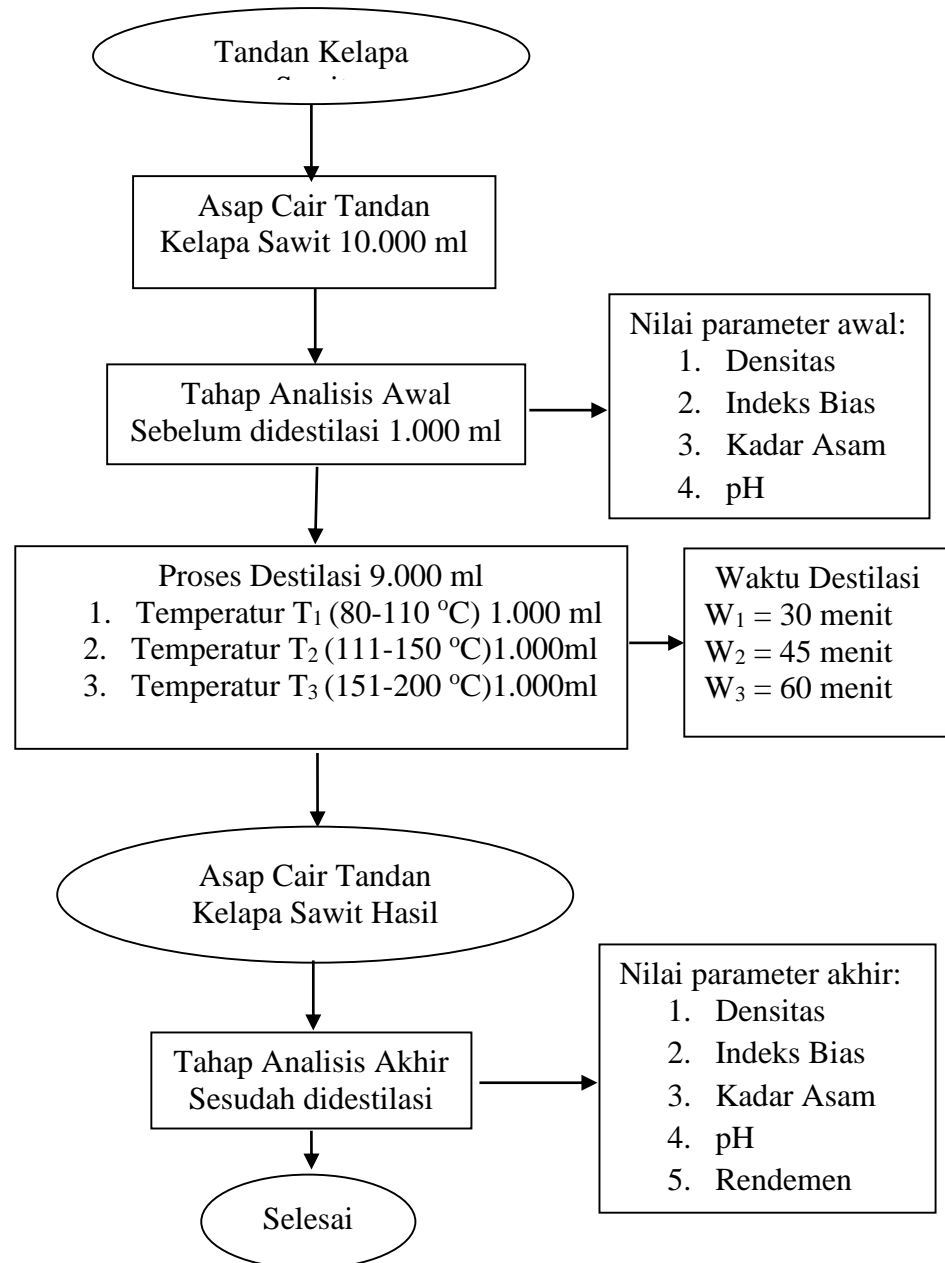 Tandan Kelapa
Asap Cair Tandan
Kelapa Sawit 10.000 ml
Nilai parameter awal:
1. Densitas
2. Indeks Bias
3. Kadar Asam
4. pH
Tahap Analisis Awal
Sebelum didestilasi 1.000 ml
Proses Destilasi 9.000 ml
1. Temperatur T₁ (80-110 °C) 1.000 ml
2. Temperatur T₂ (111-150 °C)1.000ml
3. Temperatur T₃ (151-200 °C)1.000ml
Waktu Destilasi
W₁ = 30 menit
W₂ = 45 menit
W₃ = 60 menit
Asap Cair Tandan
Kelapa Sawit Hasil
Nilai parameter akhir:
1. Densitas
2. Indeks Bias
3. Kadar Asam
4. pH
5. Rendemen
Tahap Analisis Akhir
Sesudah didestilasi
Selesai